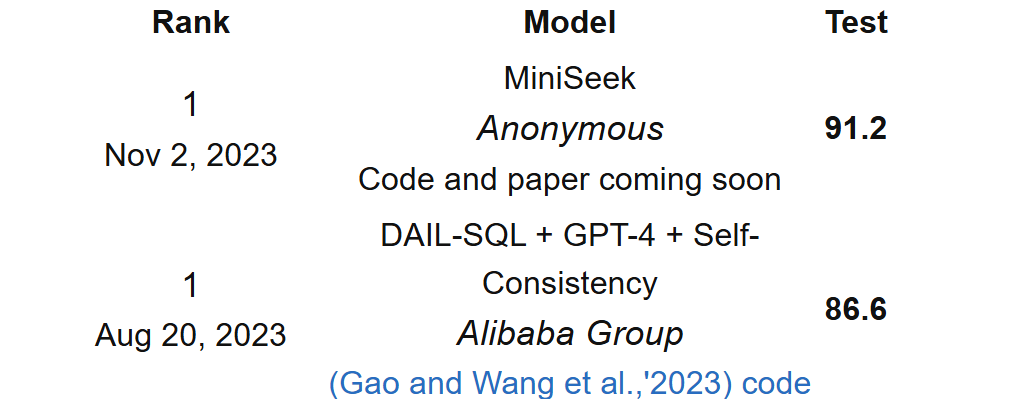 Rank Model Test
MiniSeek
1
Anonymous
91.2
Nov 2, 2023
Code and paper coming soon
DAIL-SQL + GPT-4 + Self-
Consistency
1
86.6
Aug 20, 2023
Alibaba Group
(Gao and Wang et al.,'2023) code